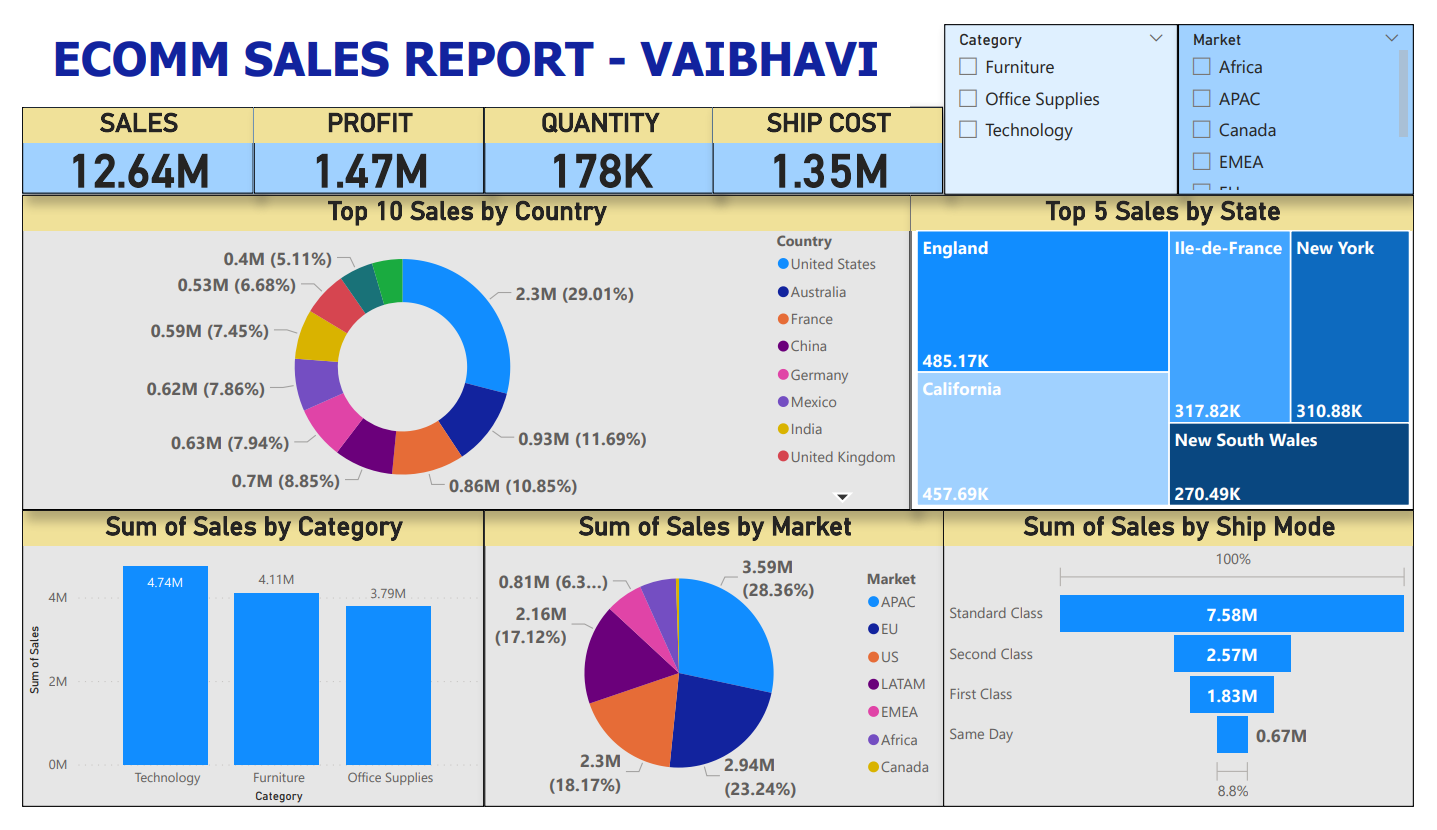 ECOMM SALES REPORT - VAIBHAVI
Category
Furniture
Office Supplies
Technology
Market
Africa
APAC
Canada
EMEA
SALES
12.64M
PROFIT
1.47M
QUANTITY
178K
SHIP COST
1.35M
Top 10 Sales by Country
0.4M (5.11%)
0.53M (6.68%)
0.59M (7.45%)
0.62M (7.86%)
0.63M (7.94%)
0.7M (8.85%)
2.3M (29.01%)
0.93M (11.69%)
0.86M (10.85%)
Country
United States
Australia
France
China
Germany
Mexico
India
United Kingdom
Top 5 Sales by State
England
485.17K
California
457.69K
Ile-de-France
317.82K
New York
310.88K
New South Wales
270.49K
Sum of Sales by Category
Sum of Sales
4M
2M
0M
4.74M
4.11M
3.79M
Technology
Furniture
Office Supplies
Category
Sum of Sales by Market
0.81M (6.3...)
2.16M
(17.12%)
2.3M
(18.17%)
3.59M
(28.36%)
2.94M
(23.24%)
Market
APAC
EU
US
LATAM
EMEA
Africa
Canada
Sum of Sales by Ship Mode
100%
Standard Class
7.58M
Second Class
2.57M
First Class
1.83M
Same Day
0.67M
8.8%